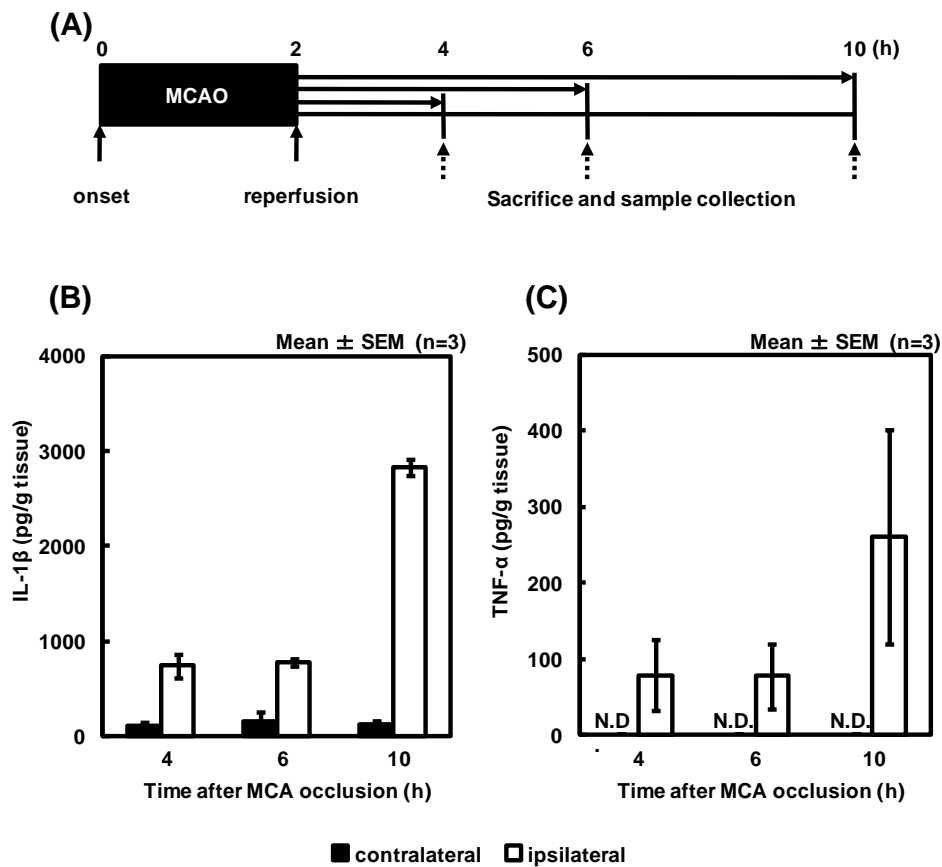 (A)
0 2 4 6 10 (h)
MCAO
onset reperfusion Sacrifice and sample collection
(B)
Mean ± SEM (n=3)
4000
3000
2000
1000
0
IL-1β (pg/g tissue)
4 6 10
Time after MCA occlusion (h)
(C)
Mean ± SEM (n=3)
500
400
300
200
100
0
TNF-α (pg/g tissue)
N.D. N.D. N.D.
4 6 10
Time after MCA occlusion (h)
contralateral ipsilateral